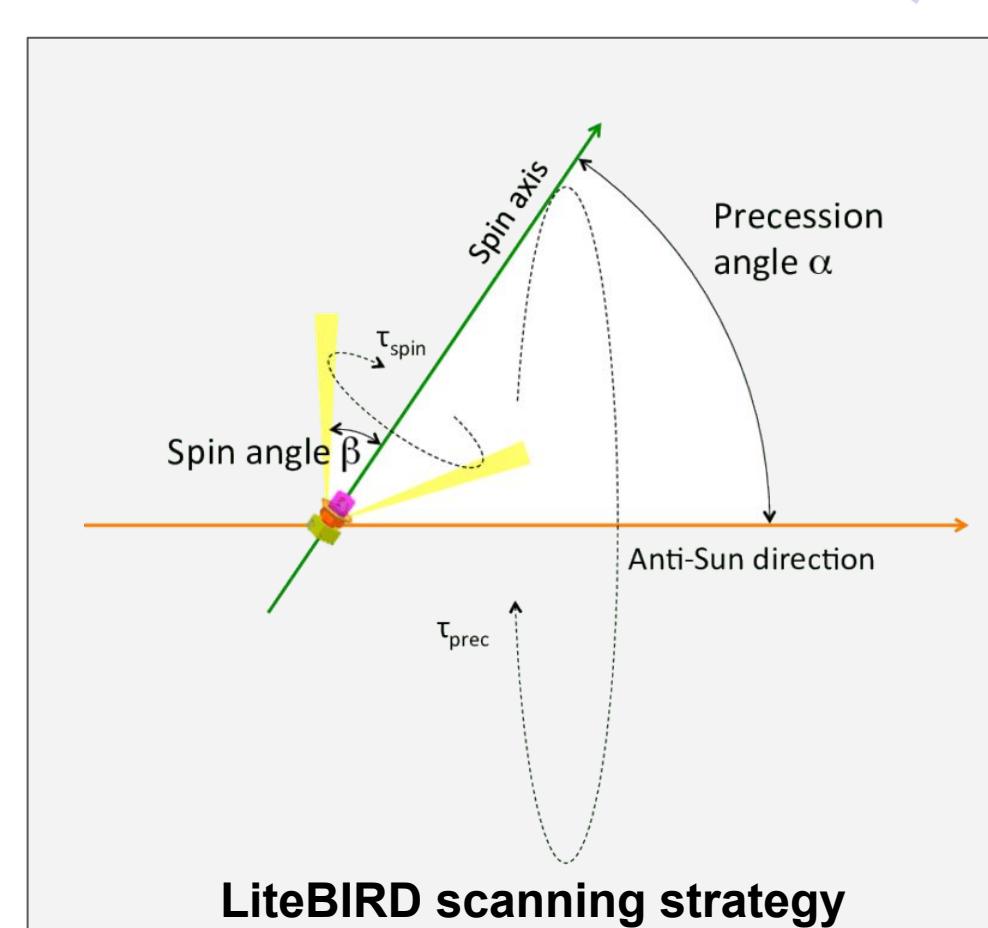 Spin axis
Precession
angle α
τspin
Spin angle β
Anti-Sun direction
τprec
LiteBIRD scanning strategy